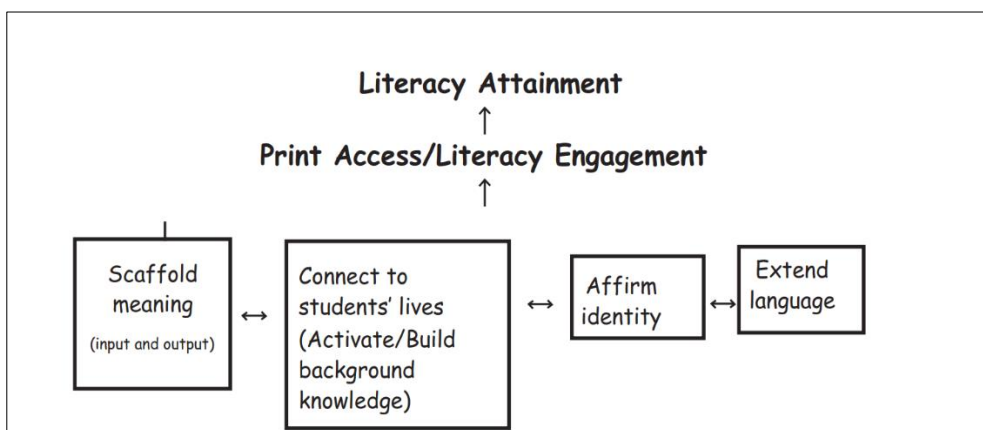 Literacy Attainment
↑
Print Access/Literacy Engagement
↑
Scaffold
meaning
(input and output)
↔
Connect to
students' lives
(Activate/Build
background
knowledge)
↔
Affirm
identity
↔
Extend
language